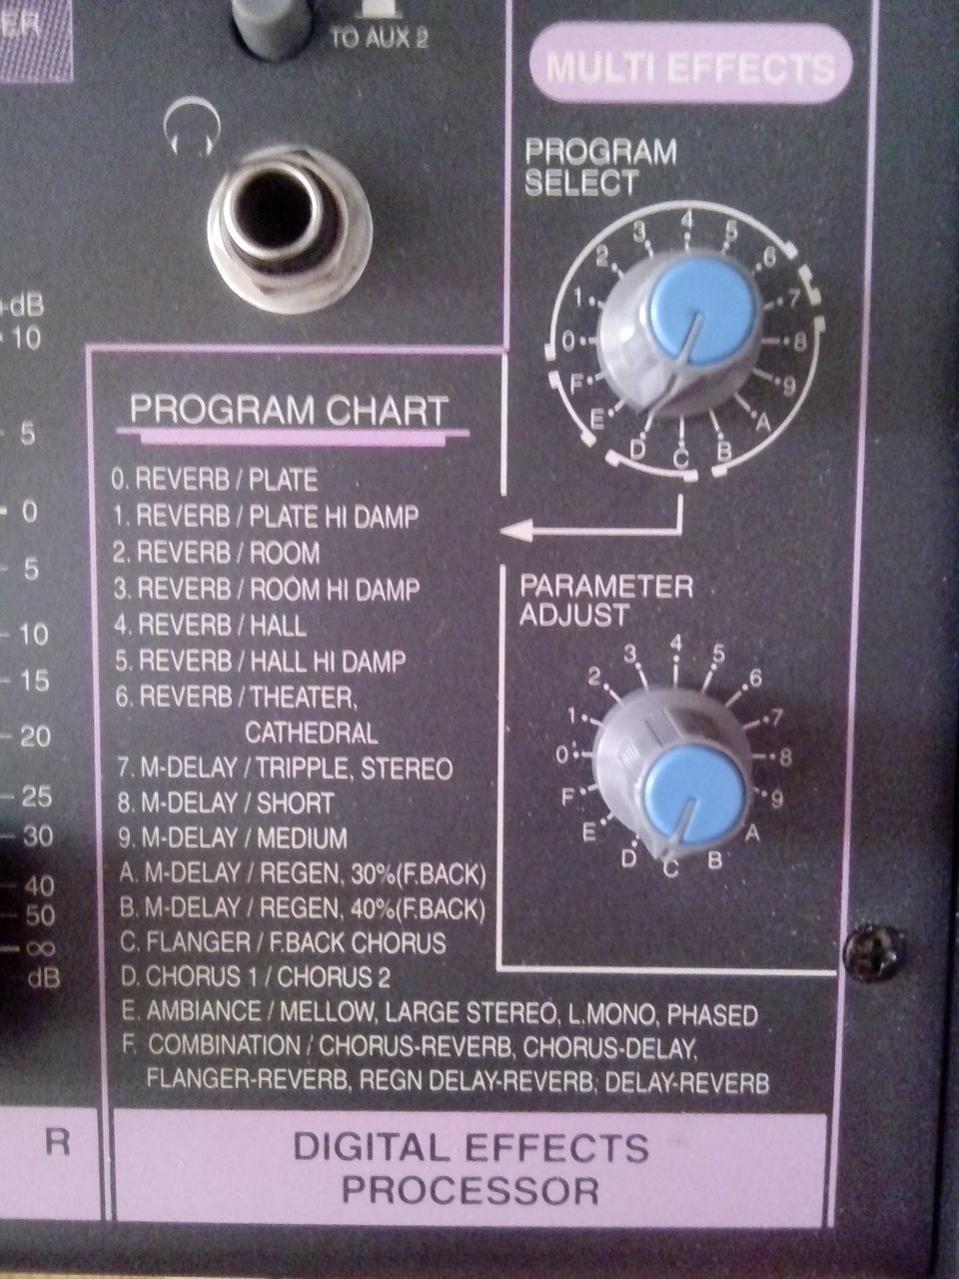 ER
TO AUX 2
MULTI EFFECTS
PROGRAM
SELECT
0 1 2 3 4 5 6 7 8 9 A B C D E F
+dB
10
5
0
5
10
15
20
25
30
40
50
∞
dB
PROGRAM CHART
0. REVERB / PLATE
1. REVERB / PLATE HI DAMP
2. REVERB / ROOM
3. REVERB / ROOM HI DAMP
4. REVERB / HALL
5. REVERB / HALL HI DAMP
6. REVERB / THEATER,
CATHEDRAL
7. M-DELAY / TRIPPLE, STEREO
8. M-DELAY / SHORT
9. M-DELAY / MEDIUM
A. M-DELAY / REGEN, 30%(F.BACK)
B. M-DELAY / REGEN, 40%(F.BACK)
C. FLANGER / F.BACK CHORUS
D. CHORUS 1 / CHORUS 2
E. AMBIANCE / MELLOW, LARGE STEREO, L.MONO, PHASED
F. COMBINATION / CHORUS-REVERB, CHORUS-DELAY,
FLANGER-REVERB, REGN DELAY-REVERB, DELAY-REVERB
PARAMETER
ADJUST
0 1 2 3 4 5 6 7 8 9 A B C D E F
R
DIGITAL EFFECTS
PROCESSOR